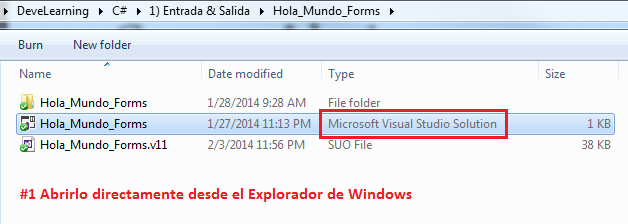 DeveLearning ▸ C# ▸ 1) Entrada & Salida ▸ Hola_Mundo_Forms ▸
Burn New folder
Name Date modified Type Size
Hola_Mundo_Forms 1/28/2014 9:28 AM File folder
Hola_Mundo_Forms 1/27/2014 11:13 PM Microsoft Visual Studio Solution 1 KB
Hola_Mundo_Forms.v11 2/3/2014 11:56 PM SUO File 38 KB
#1 Abrirlo directamente desde el Explorador de Windows